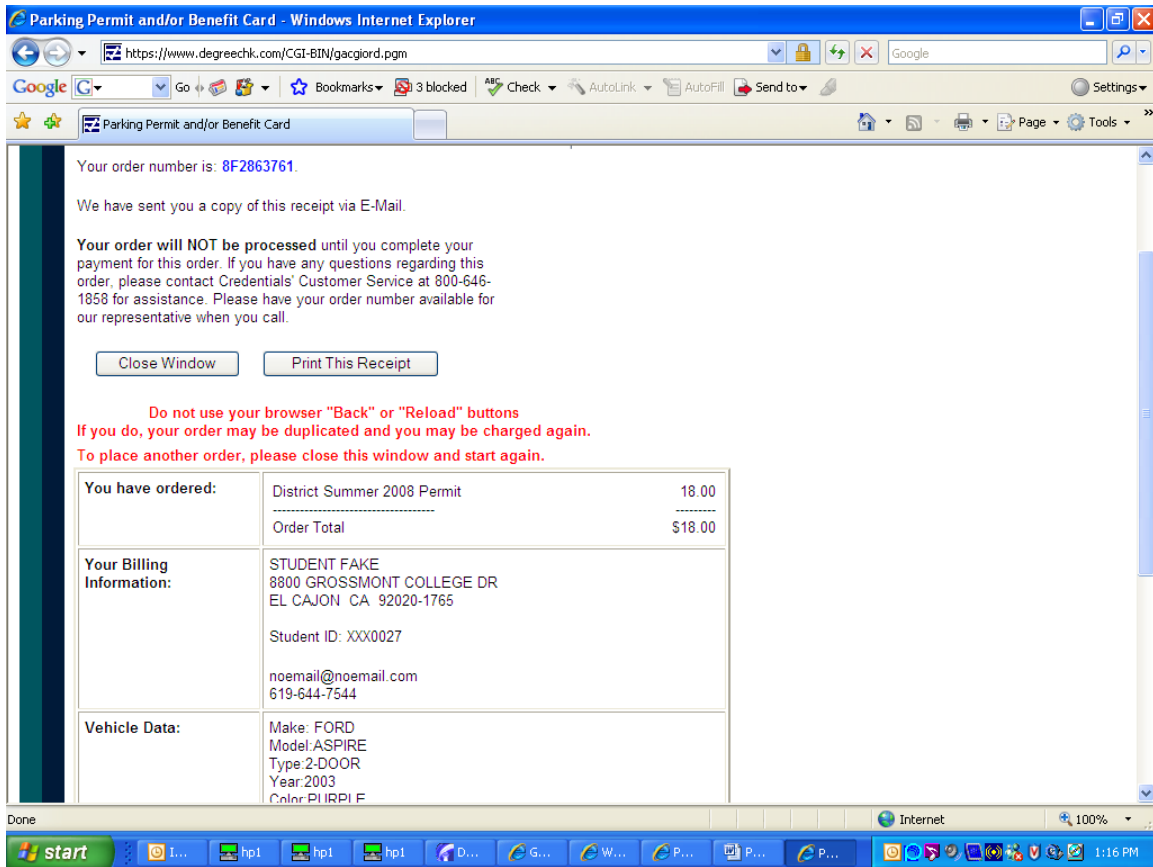 Parking Permit and/or Benefit Card - Windows Internet Explorer
https://www.degreechk.com/CGI-BIN/gacgiord.pgm
Google
Google G Go Bookmarks 3 blocked ABC Check AutoLink AutoFill Send to Settings
Parking Permit and/or Benefit Card Page Tools »
Your order number is: 8F2863761.
We have sent you a copy of this receipt via E-Mail.
Your order will NOT be processed until you complete your
payment for this order. If you have any questions regarding this
order, please contact Credentials' Customer Service at 800-646-
1858 for assistance. Please have your order number available for
our representative when you call.
Close Window Print This Receipt
Do not use your browser "Back" or "Reload" buttons
If you do, your order may be duplicated and you may be charged again.
To place another order, please close this window and start again.
You have ordered: District Summer 2008 Permit 18.00
------------------------------------ ---------
Order Total $18.00
Your Billing Information: STUDENT FAKE
8800 GROSSMONT COLLEGE DR
EL CAJON CA 92020-1765
Student ID: XXX0027
noemail@noemail.com
619-644-7544
Vehicle Data: Make: FORD
Model:ASPIRE
Type:2-DOOR
Year:2003
Color:PURPLE
Done Internet 100%
start I... hp1 hp1 hp1 D... G... W... P... P... P... 1:16 PM